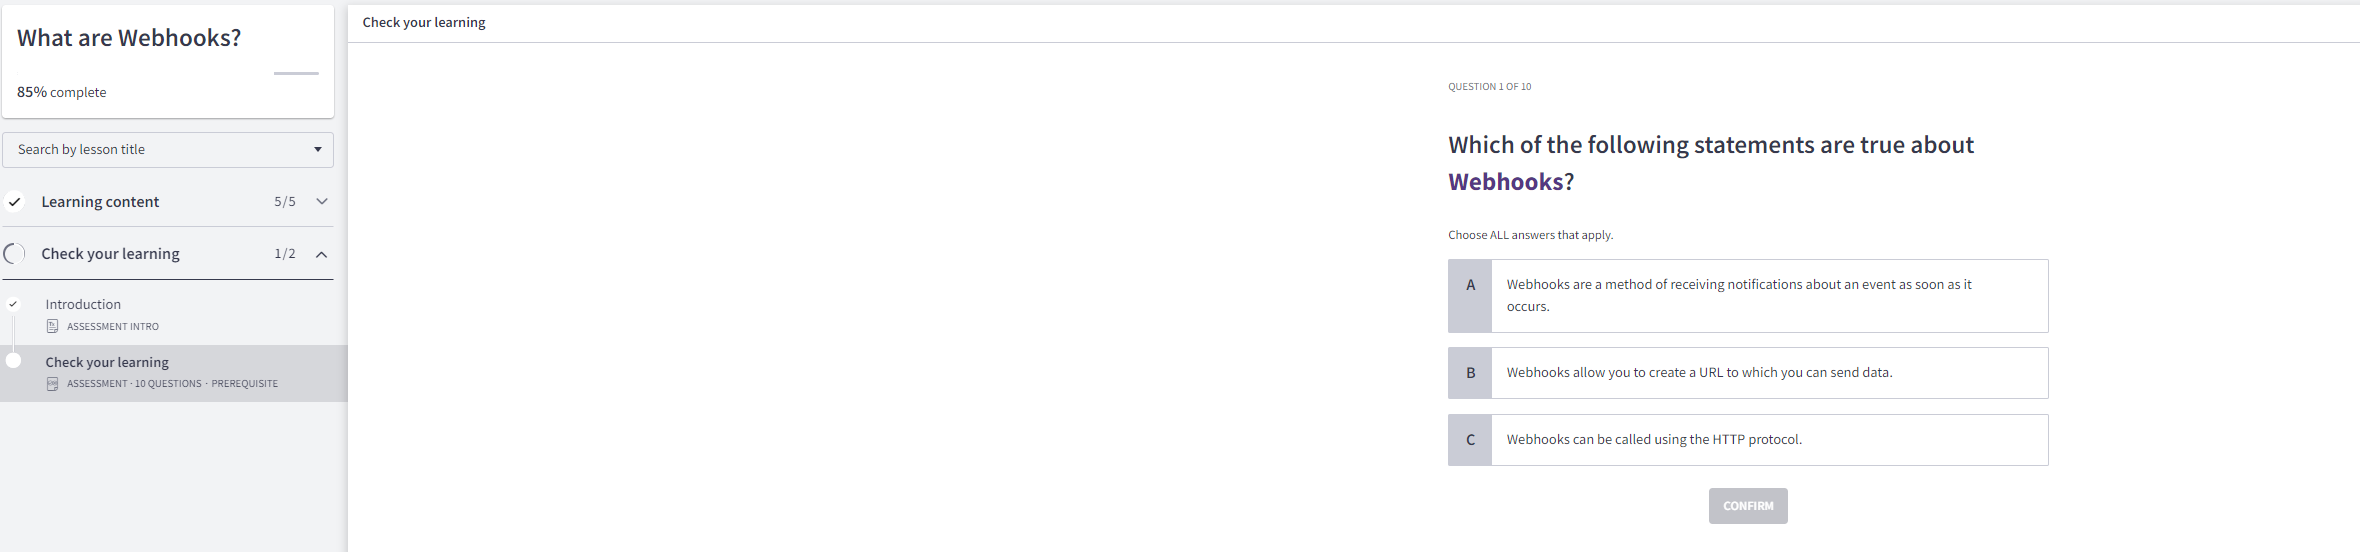 What are Webhooks?
85% complete
Search by lesson title
Learning content 5/5
Check your learning 1/2
Introduction
ASSESSMENT INTRO
Check your learning
ASSESSMENT · 10 QUESTIONS · PREREQUISITE
Check your learning
QUESTION 1 OF 10
Which of the following statements are true about
Webhooks?
Choose ALL answers that apply.
A Webhooks are a method of receiving notifications about an event as soon as it
occurs.
B Webhooks allow you to create a URL to which you can send data.
C Webhooks can be called using the HTTP protocol.
CONFIRM